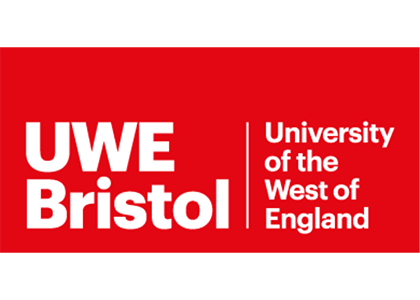 UWE
Bristol
University
of the
West of
England